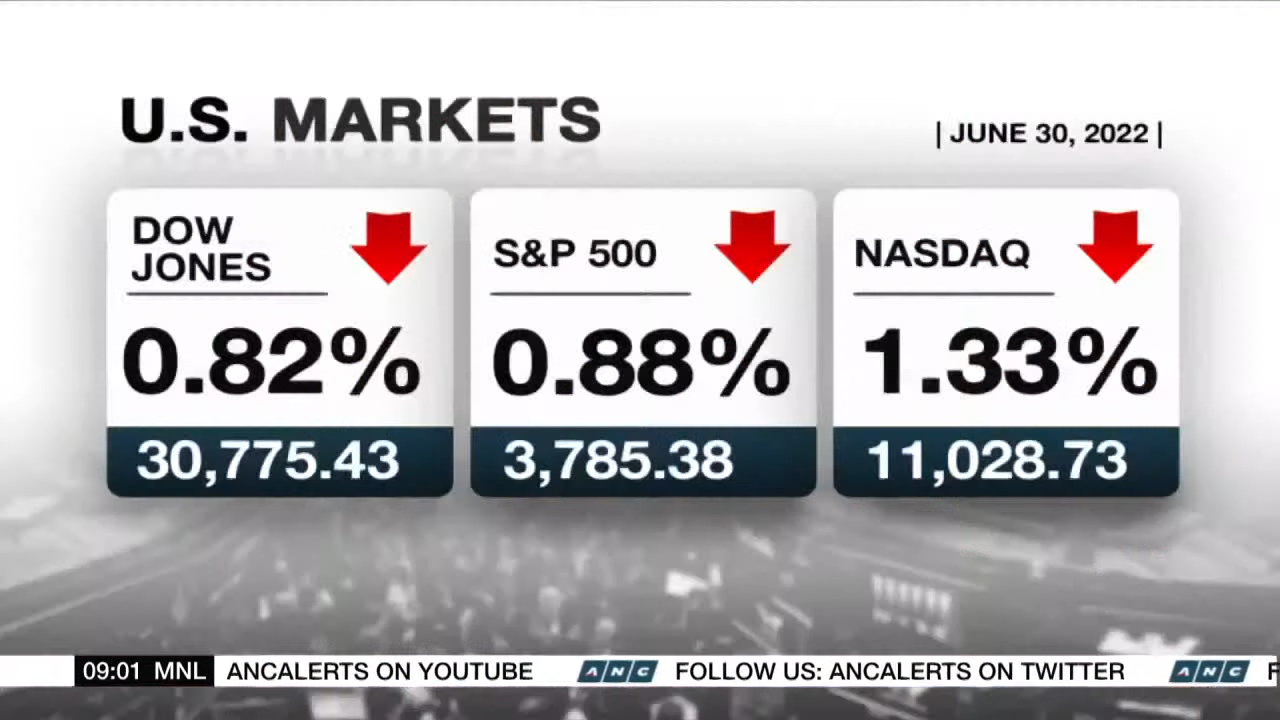 U.S. MARKETS
| JUNE 30, 2022 |
DOW
JONES
0.82%
30,775.43
S&P 500
0.88%
3,785.38
NASDAQ
1.33%
11,028.73
09:01 MNL ANCALERTS ON YOUTUBE ANC FOLLOW US: ANCALERTS ON TWITTER ANC F